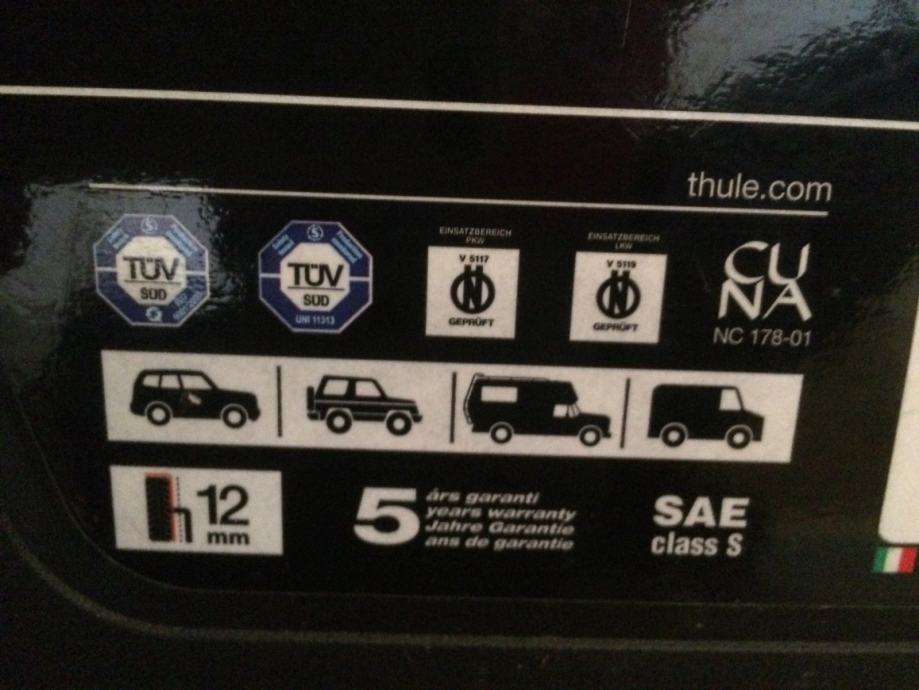 thule.com
TÜV
SÜD
TÜV
SÜD
UNI 11313
EINSATZBEREICH
PKW
V 5117
GEPRÜFT
EINSATZBEREICH
LKW
V 5119
GEPRÜFT
CU
NA
NC 178-01
12
mm
5
års garanti
years warranty
Jahre Garantie
ans de garantie
SAE
class S